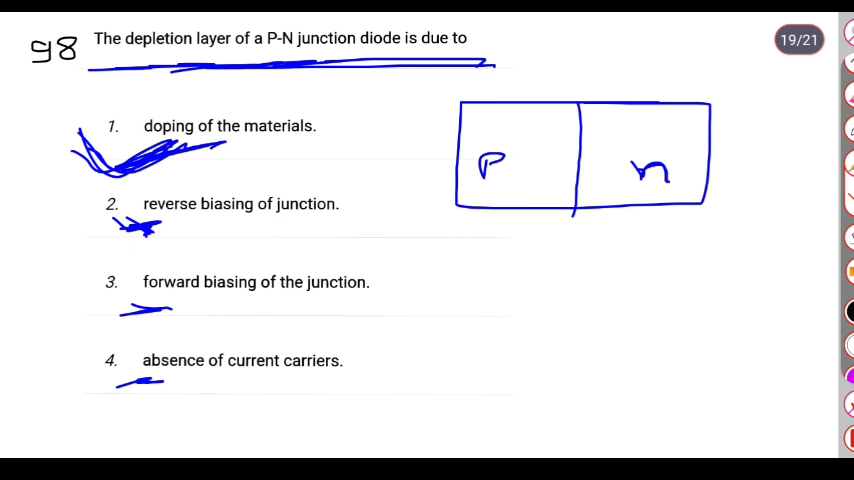 98 The depletion layer of a P-N junction diode is due to
19/21
1. doping of the materials.
2. reverse biasing of junction.
P n
3. forward biasing of the junction.
4. absence of current carriers.